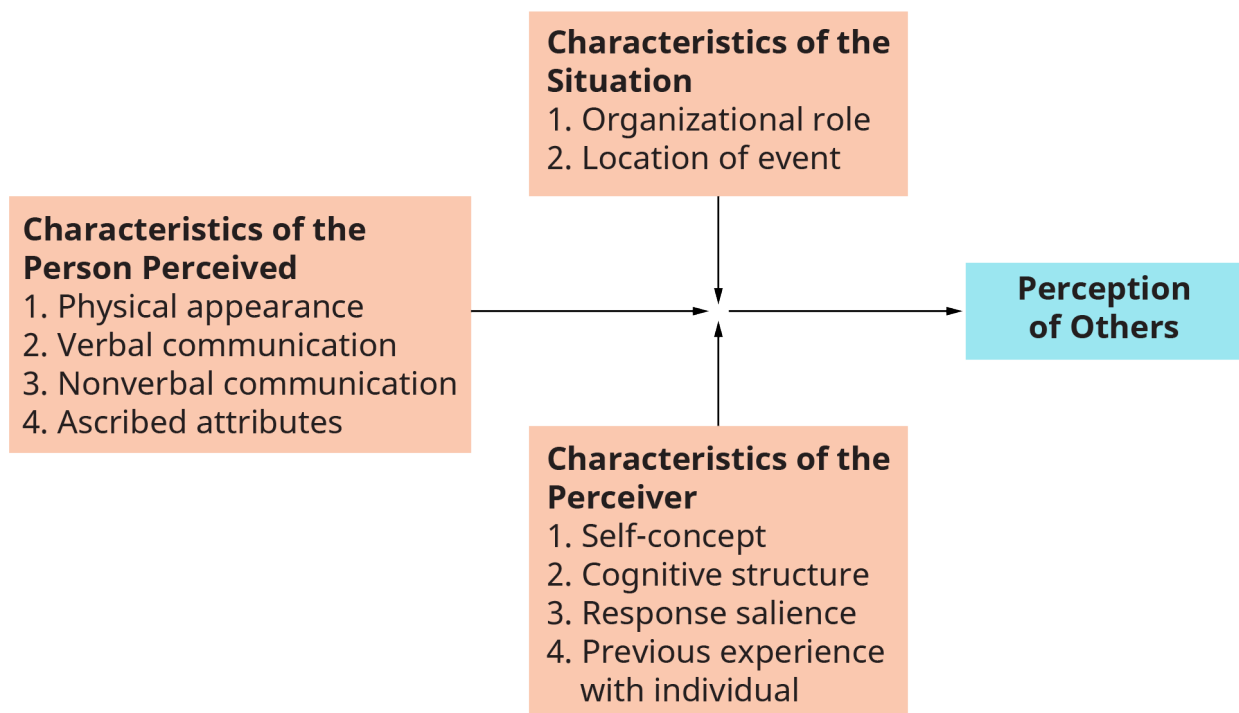 Characteristics of the
Situation
1. Organizational role
2. Location of event
Characteristics of the
Person Perceived
1. Physical appearance
2. Verbal communication
3. Nonverbal communication
4. Ascribed attributes
Perception
of Others
Characteristics of the
Perceiver
1. Self-concept
2. Cognitive structure
3. Response salience
4. Previous experience
with individual